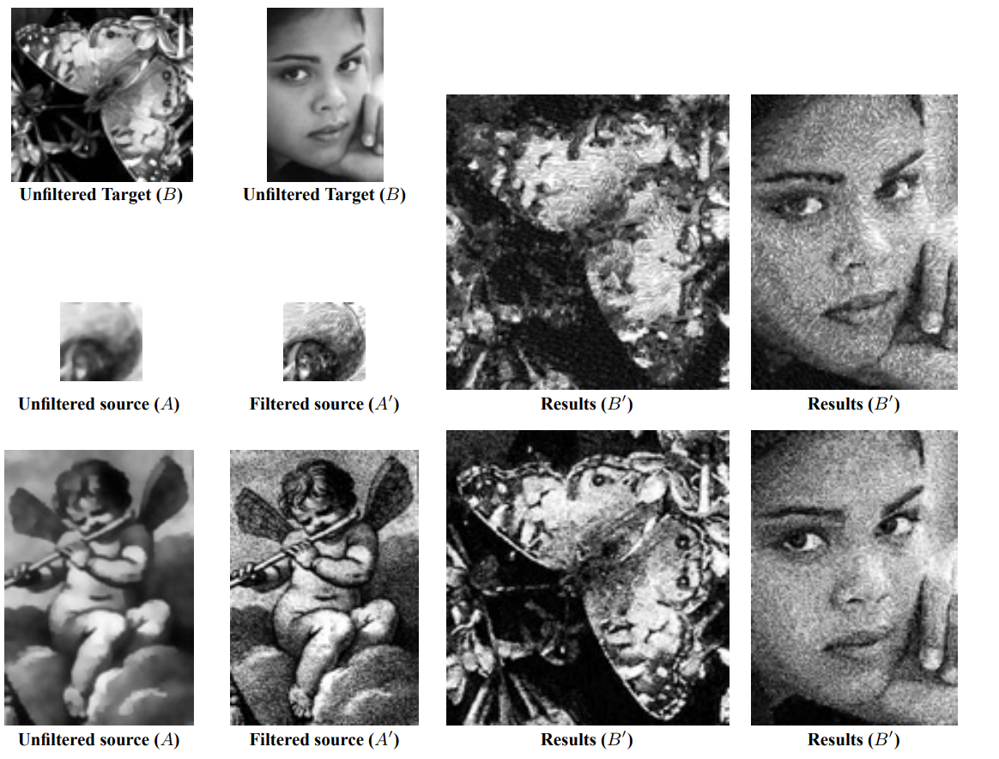 Unfiltered Target (B)
Unfiltered Target (B)
Unfiltered source (A)
Filtered source (A′)
Results (B′)
Results (B′)
Unfiltered source (A)
Filtered source (A′)
Results (B′)
Results (B′)